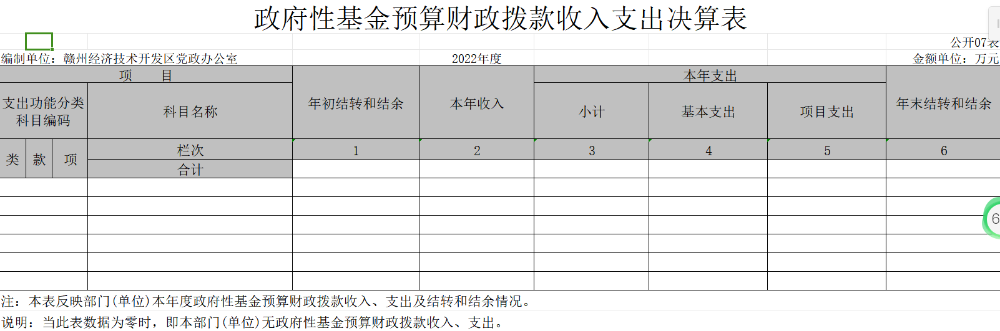 政府性基金预算财政拨款收入支出决算表
公开07表
编制单位：赣州经济技术开发区党政办公室 2022年度 金额单位：万元
项 目 年初结转和结余 本年收入 本年支出 年末结转和结余
支出功能分类科目编码 科目名称 小计 基本支出 项目支出
类 款 项 栏次 1 2 3 4 5 6
合计
6
注：本表反映部门(单位)本年度政府性基金预算财政拨款收入、支出及结转和结余情况。
说明：当此表数据为零时，即本部门(单位)无政府性基金预算财政拨款收入、支出。